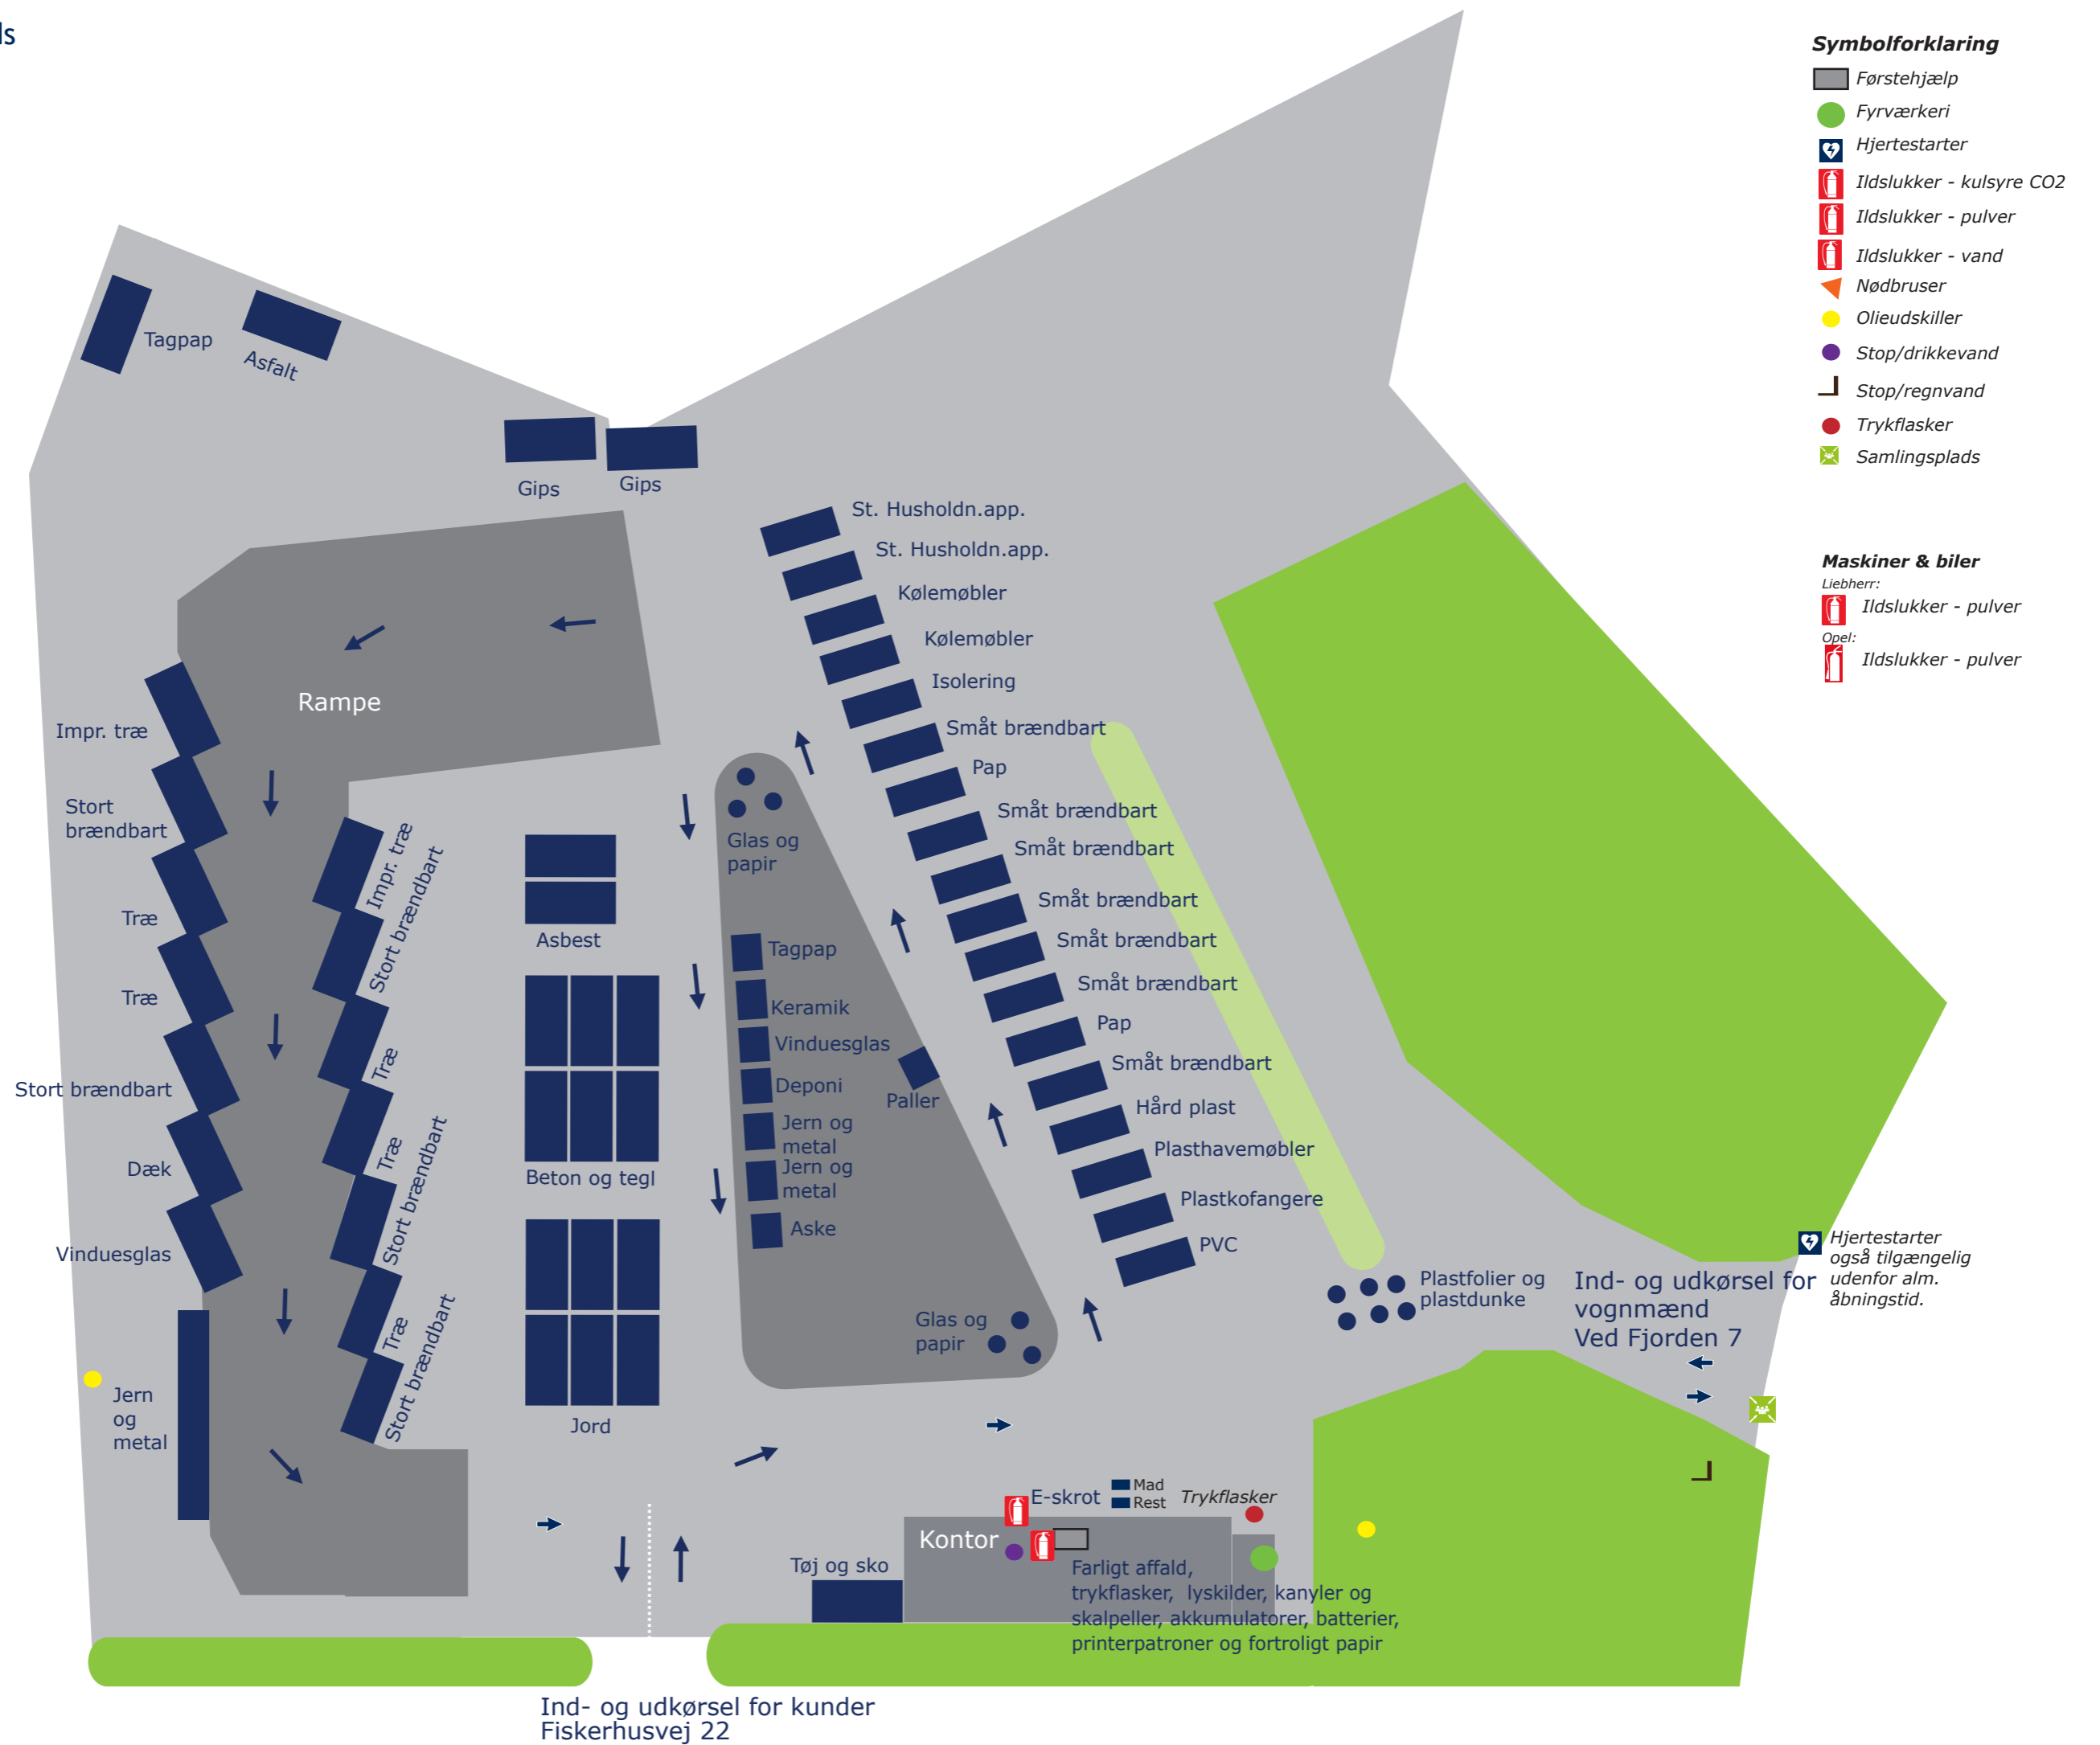 ls
Symbolforklaring
Førstehjælp
Fyrværkeri
Hjertestarter
Ildslukker - kulsyre CO2
Ildslukker - pulver
Ildslukker - vand
Nødbruser
Olieudskiller
Stop/drikkevand
Stop/regnvand
Trykflasker
Samlingsplads
Maskiner & biler
Liebherr:
Ildslukker - pulver
Opel:
Ildslukker - pulver
Tagpap
Asfalt
Gips
Gips
Rampe
Impr. træ
Stort
brændbart
Træ
Træ
Stort brændbart
Dæk
Vinduesglas
Jern
og
metal
Impr. træ
Stort brændbart
Træ
Træ
Stort brændbart
Træ
Stort brændbart
Asbest
Beton og tegl
Jord
Glas og
papir
Tagpap
Keramik
Vinduesglas
Deponi
Jern og
metal
Jern og
metal
Aske
Paller
Glas og
papir
St. Husholdn.app.
St. Husholdn.app.
Kølemøbler
Kølemøbler
Isolering
Småt brændbart
Pap
Småt brændbart
Småt brændbart
Småt brændbart
Småt brændbart
Småt brændbart
Pap
Småt brændbart
Hård plast
Plasthavemøbler
Plastkofangere
PVC
Plastfolier og
plastdunke
Ind- og udkørsel for
vognmænd
Ved Fjorden 7
Hjertestarter
også tilgængelig
udenfor alm.
åbningstid.
E-skrot
Mad
Rest
Trykflasker
Kontor
Tøj og sko
Farligt affald,
trykflasker, lyskilder, kanyler og
skalpeller, akkumulatorer, batterier,
printerpatroner og fortroligt papir
Ind- og udkørsel for kunder
Fiskerhusvej 22